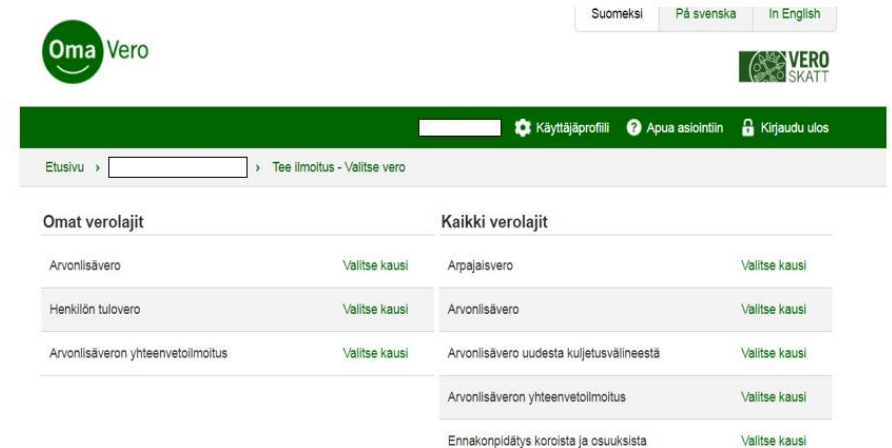 Suomeksi På svenska In English
Oma Vero
VERO
SKATT
Käyttäjäprofiili ? Apua asiointiin Kirjaudu ulos
Etusivu › › Tee ilmoitus - Valitse vero
Omat verolajit
Arvonlisävero Valitse kausi
Henkilön tulovero Valitse kausi
Arvonlisäveron yhteenvetoilmoitus Valitse kausi
Kaikki verolajit
Arpajaisvero Valitse kausi
Arvonlisävero Valitse kausi
Arvonlisävero uudesta kuljetusvälineestä Valitse kausi
Arvonlisäveron yhteenvetoilmoitus Valitse kausi
Ennakonpidätys koroista ja osuuksista Valitse kausi